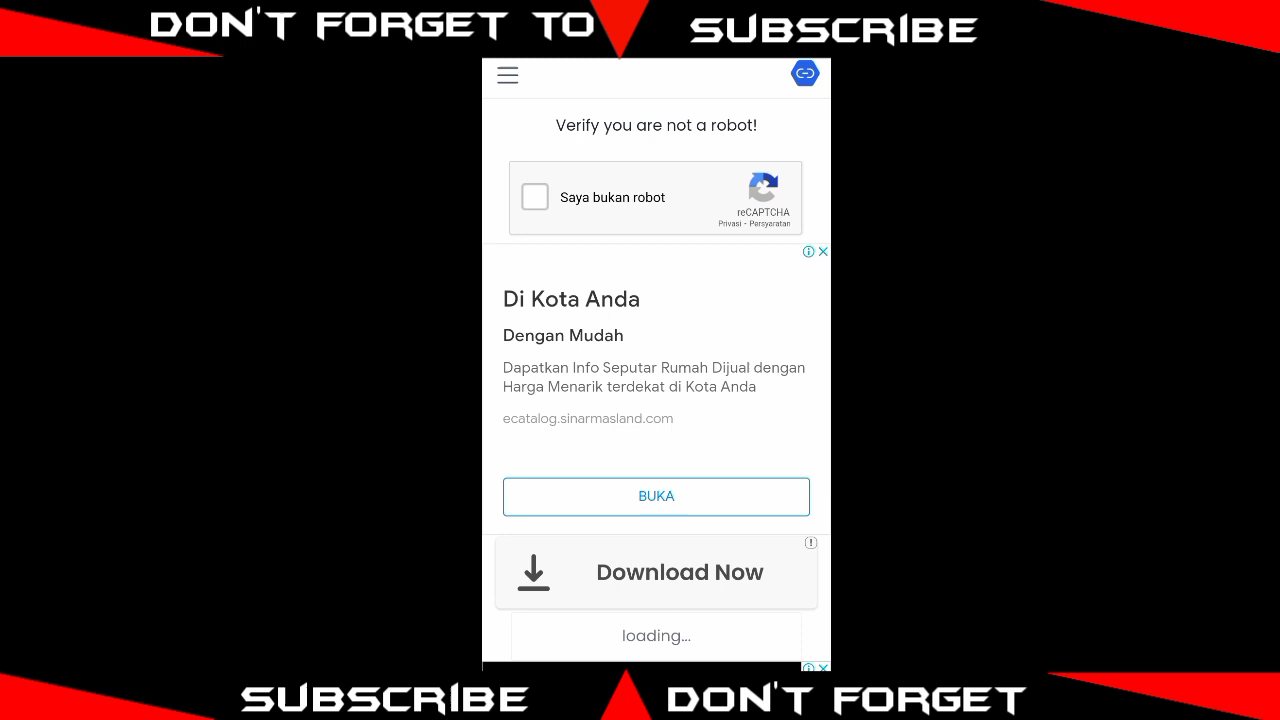 DON'T FORGET TO SUBSCRIBE
Verify you are not a robot!
Saya bukan robot
reCAPTCHA
Privasi - Persyaratan
Di Kota Anda
Dengan Mudah
Dapatkan Info Seputar Rumah Dijual dengan
Harga Menarik terdekat di Kota Anda
ecatalog.sinarmasland.com
BUKA
Download Now
loading...
SUBSCRIBE DON'T FORGET